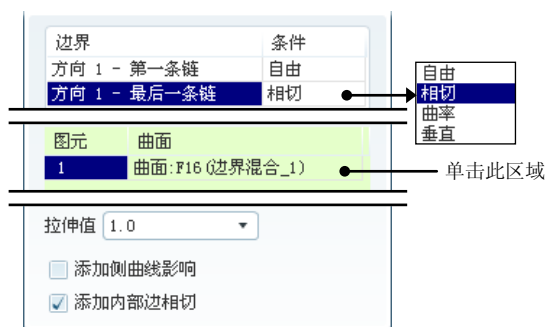 边界 条件
方向 1 - 第一条链 自由
方向 1 - 最后一条链 相切
自由
相切
曲率
垂直
图元 曲面
1 曲面:F16(边界混合_1)
单击此区域
拉伸值 1.0
添加侧曲线影响
添加内部边相切